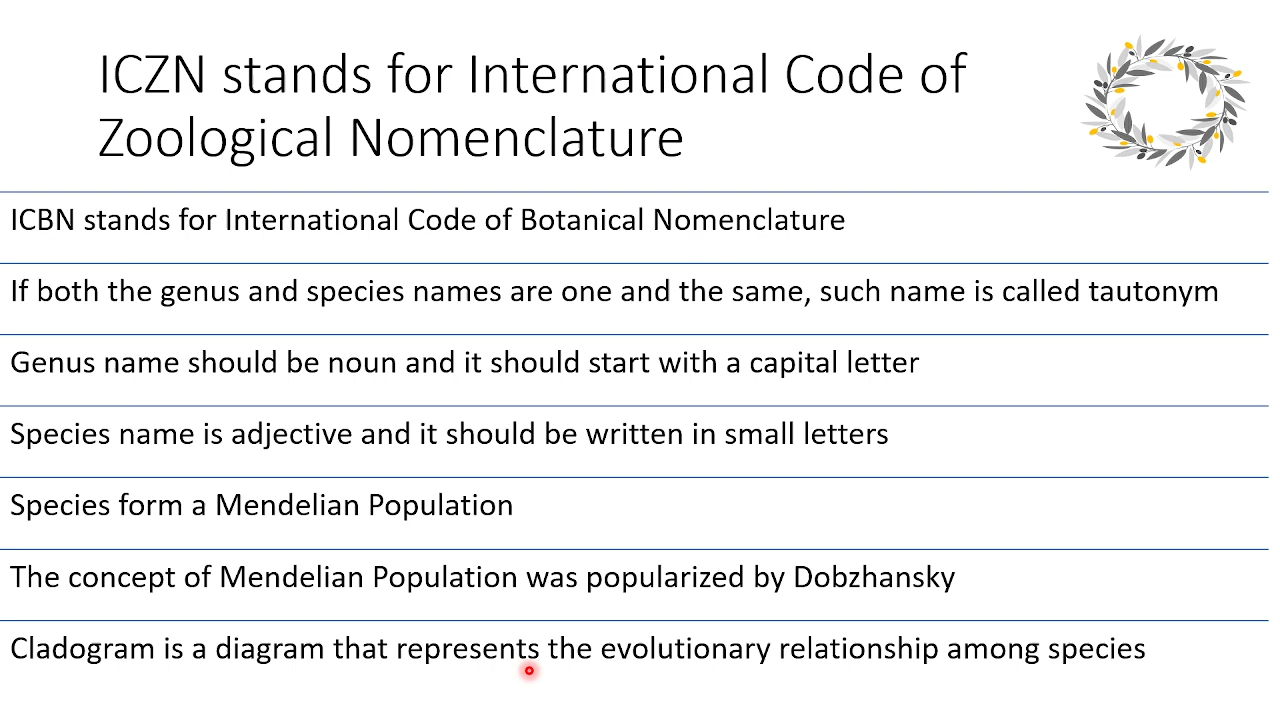 ICZN stands for International Code of
Zoological Nomenclature
ICBN stands for International Code of Botanical Nomenclature
If both the genus and species names are one and the same, such name is called tautonym
Genus name should be noun and it should start with a capital letter
Species name is adjective and it should be written in small letters
Species form a Mendelian Population
The concept of Mendelian Population was popularized by Dobzhansky
Cladogram is a diagram that represents the evolutionary relationship among species